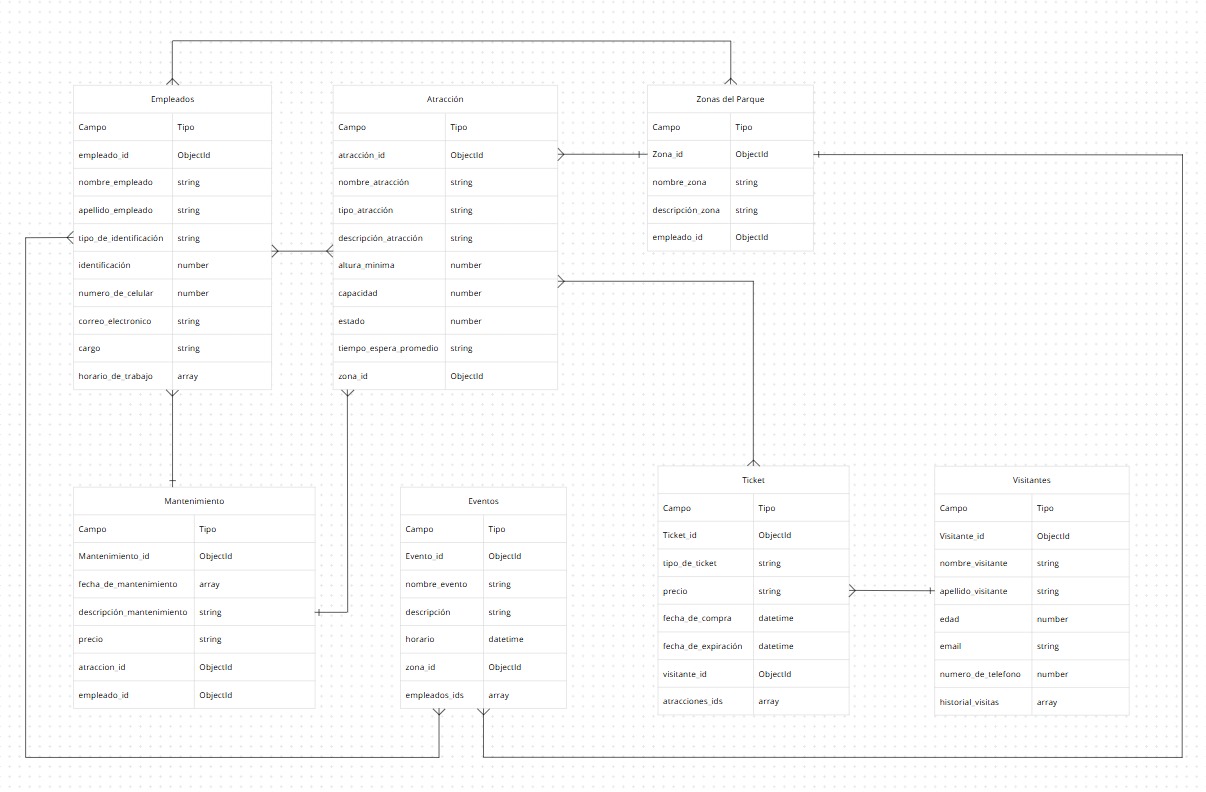 Empleados
Campo Tipo
empleado_id ObjectId
nombre_empleado string
apellido_empleado string
tipo_de_identificación string
identificación number
numero_de_celular number
correo_electronico string
cargo string
horario_de_trabajo array
Atracción
Campo Tipo
atracción_id ObjectId
nombre_atracción string
tipo_atracción string
descripción_atracción string
altura_minima number
capacidad number
estado number
tiempo_espera_promedio string
zona_id ObjectId
Zonas del Parque
Campo Tipo
Zona_id ObjectId
nombre_zona string
descripción_zona string
empleado_id ObjectId
Mantenimiento
Campo Tipo
Mantenimiento_id ObjectId
fecha_de_mantenimiento array
descripción_mantenimiento string
precio string
atraccion_id ObjectId
empleado_id ObjectId
Eventos
Campo Tipo
Evento_id ObjectId
nombre_evento string
descripción string
horario datetime
zona_id ObjectId
empleados_ids array
Ticket
Campo Tipo
Ticket_id ObjectId
tipo_de_ticket string
precio string
fecha_de_compra datetime
fecha_de_expiración datetime
visitante_id ObjectId
atracciones_ids array
Visitantes
Campo Tipo
Visitante_id ObjectId
nombre_visitante string
apellido_visitante string
edad number
email string
numero_de_telefono number
historial_visitas array